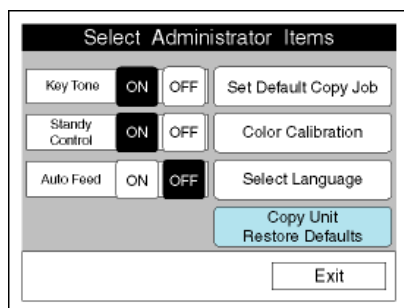 Select Administrator Items
Key Tone ON OFF Set Default Copy Job
Standy
Control ON OFF Color Calibration
Auto Feed ON OFF Select Language
Copy Unit
Restore Defaults
Exit